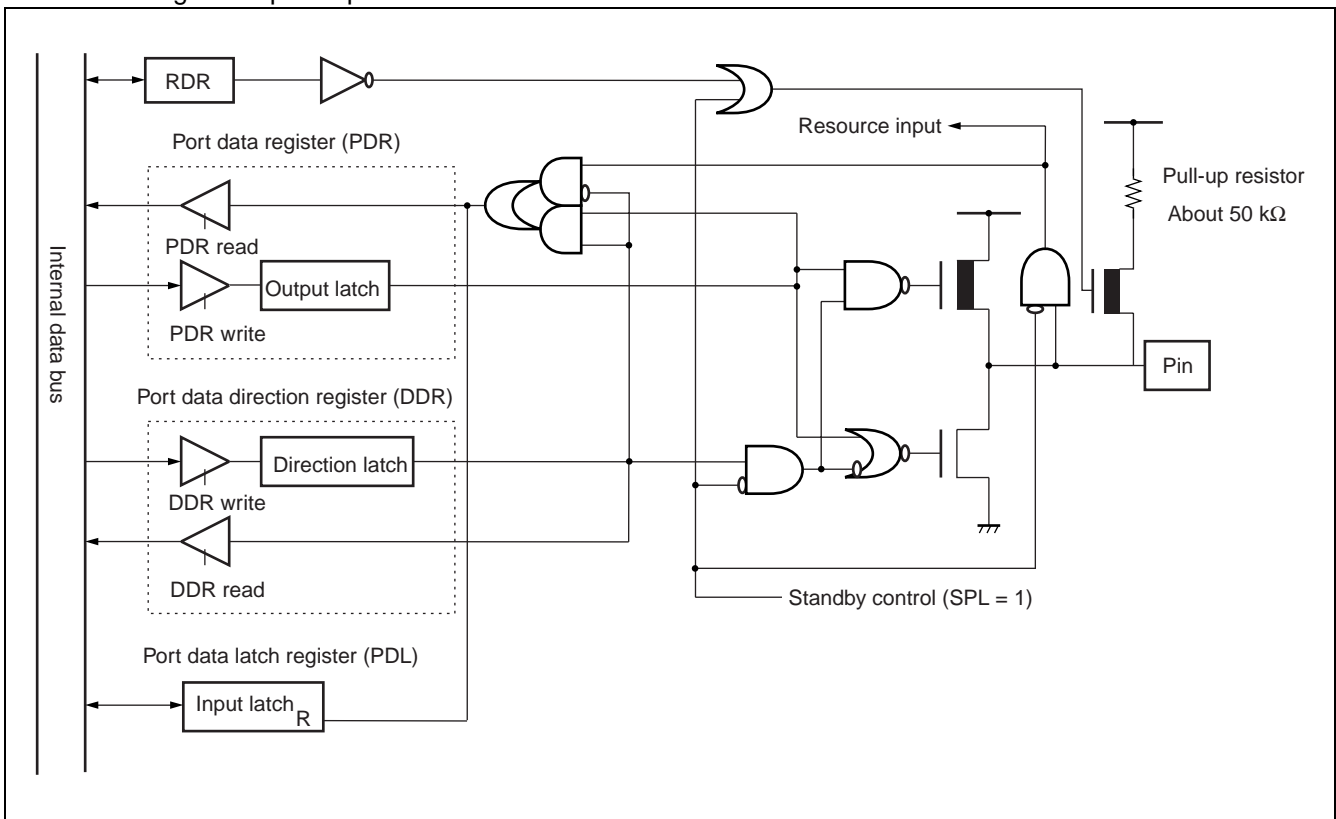 RDR
Port data register (PDR)
PDR read
Output latch
PDR write
Internal data bus
Port data direction register (DDR)
Direction latch
DDR write
DDR read
Port data latch register (PDL)
Input latch
R
Resource input
Pull-up resistor
About 50 kΩ
Pin
Standby control (SPL = 1)